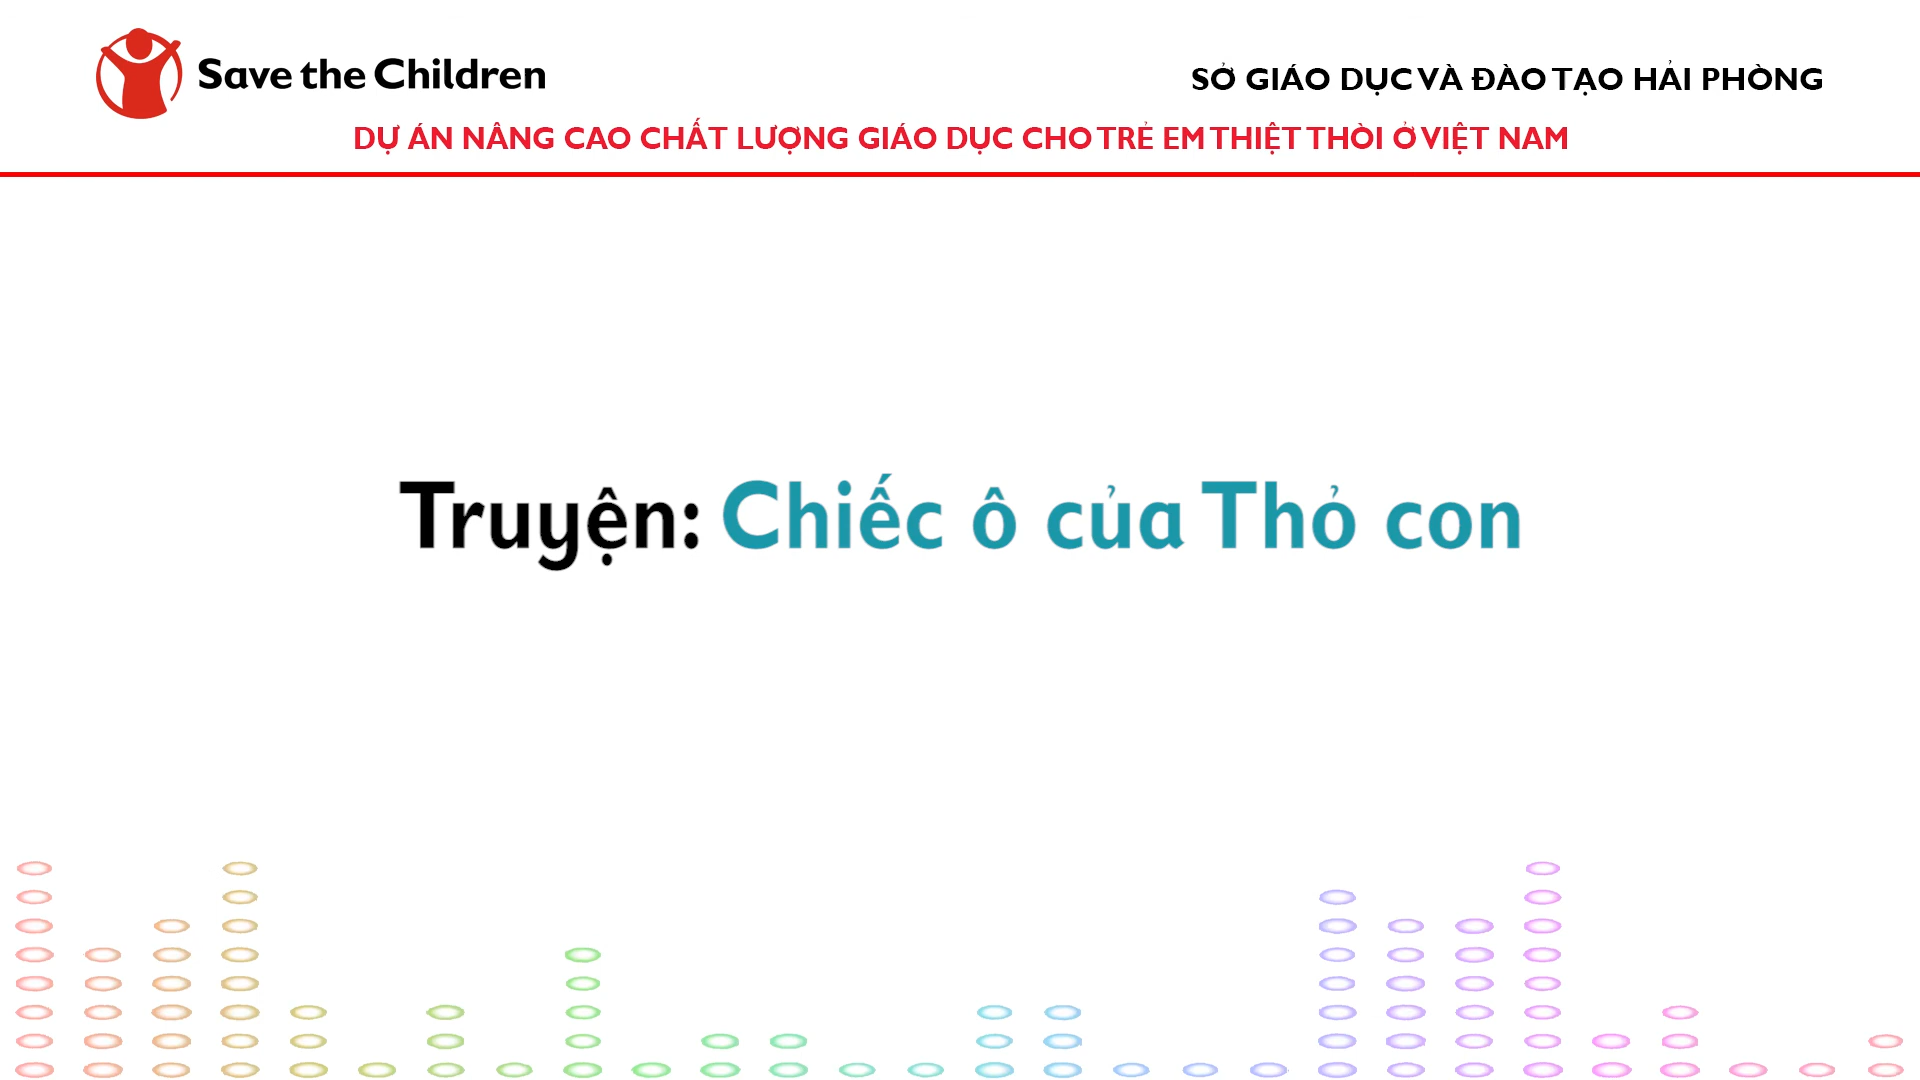 Save the Children
SỞ GIÁO DỤC VÀ ĐÀO TẠO HẢI PHÒNG
DỰ ÁN NÂNG CAO CHẤT LƯỢNG GIÁO DỤC CHO TRẺ EM THIỆT THÒI Ở VIỆT NAM
Truyện: Chiếc ô của Thỏ con